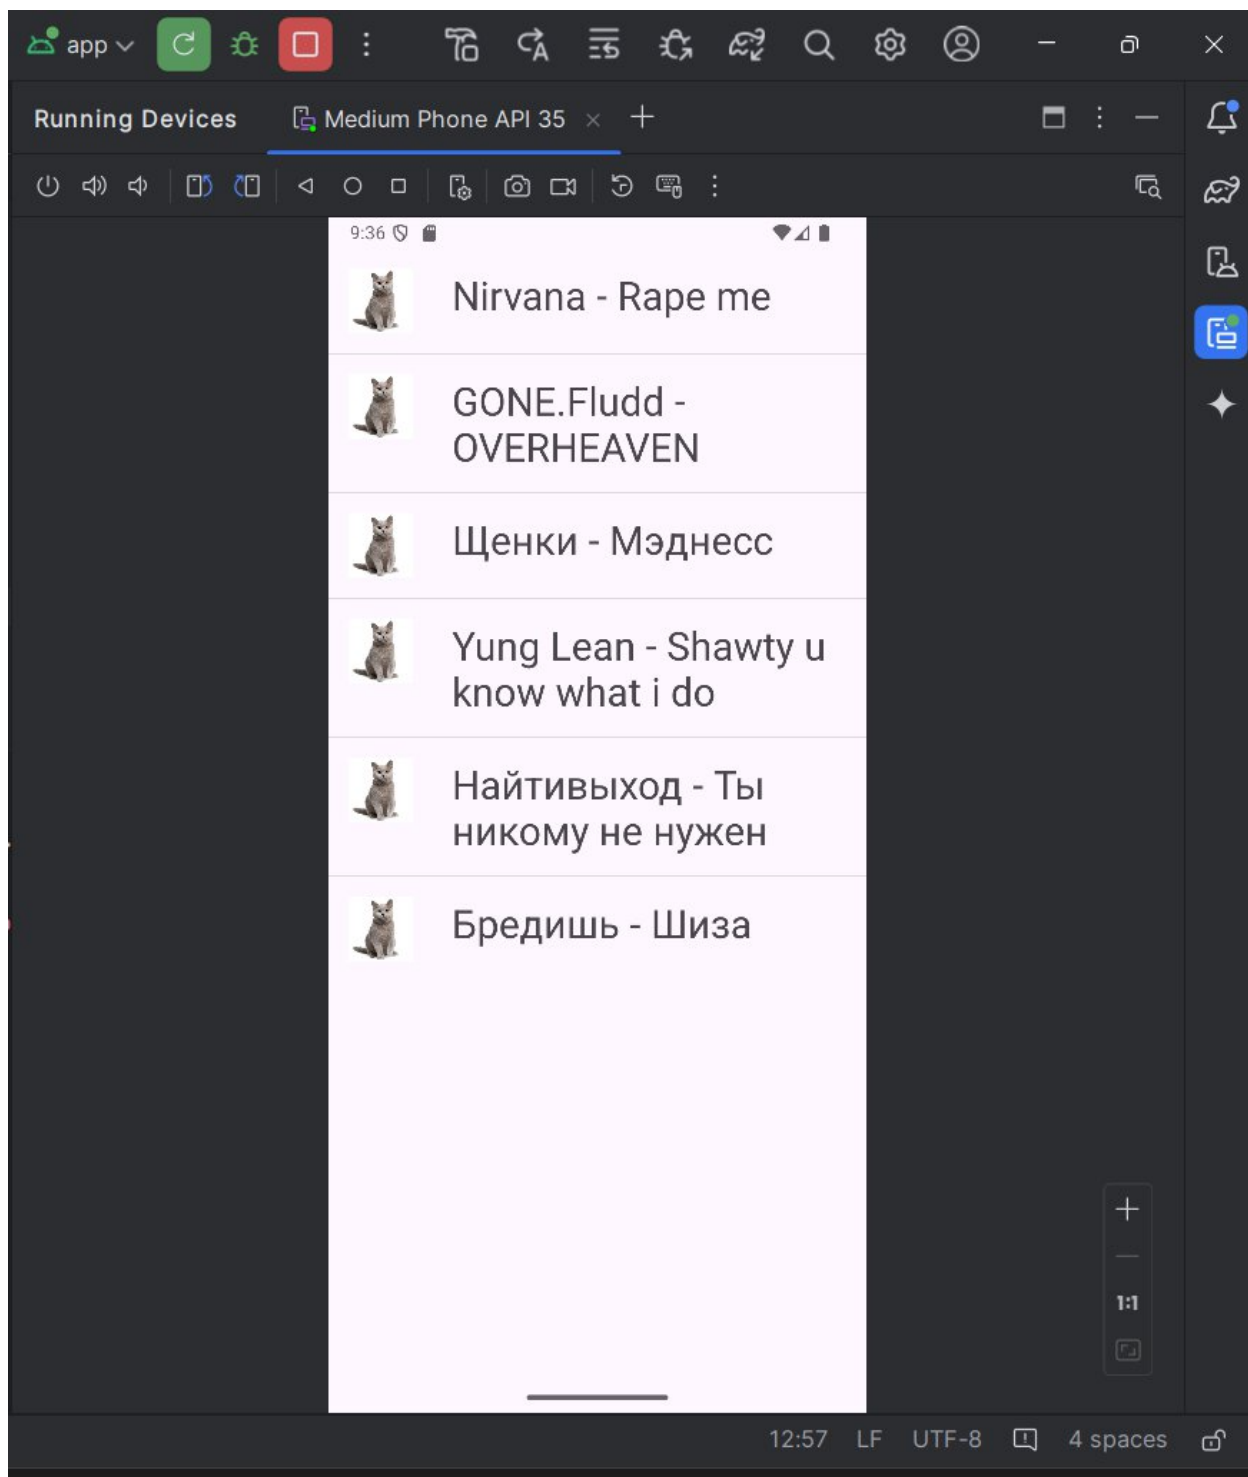 app
Running Devices
Medium Phone API 35
9:36
Nirvana - Rape me
GONE.Fludd -
OVERHEAVEN
Щенки - Мэднесс
Yung Lean - Shawty u
know what i do
Найтивыход - Ты
никому не нужен
Бредишь - Шиза
1:1
12:57 LF UTF-8 4 spaces